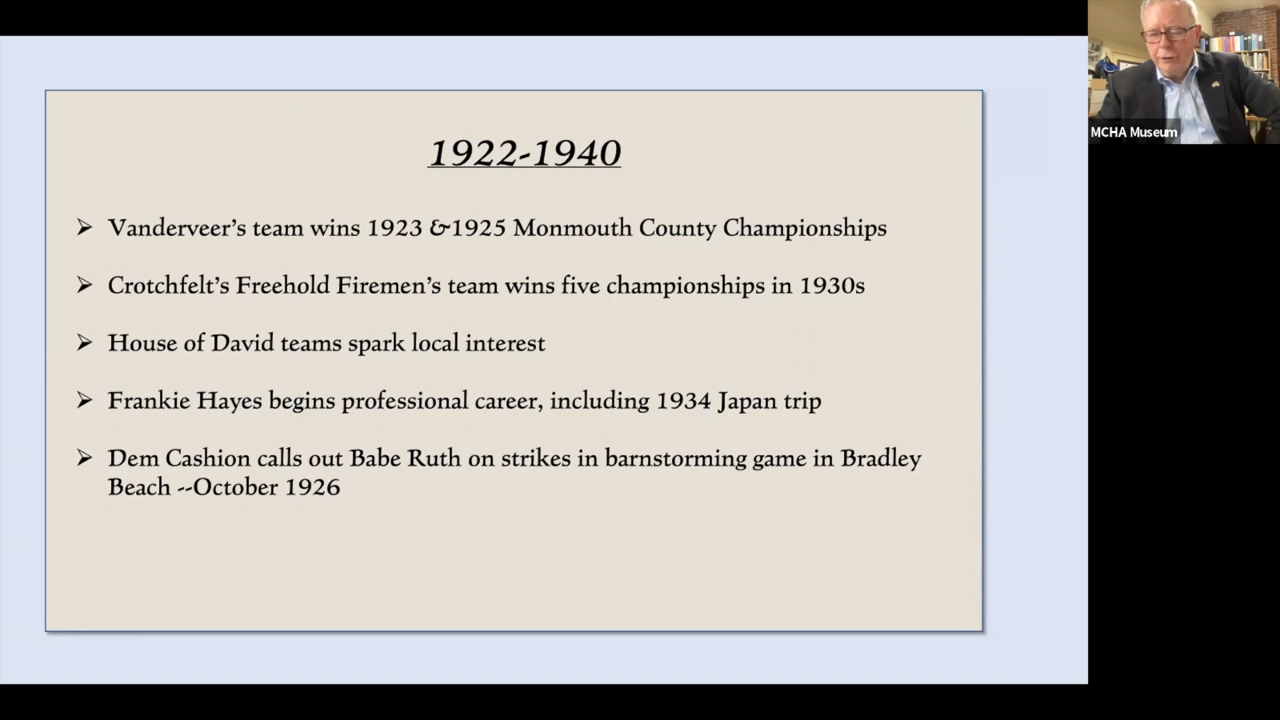 1922-1940
Vanderveer's team wins 1923 &1925 Monmouth County Championships
Crotchfelt's Freehold Firemen's team wins five championships in 1930s
House of David teams spark local interest
Frankie Hayes begins professional career, including 1934 Japan trip
Dem Cashion calls out Babe Ruth on strikes in barnstorming game in Bradley
Beach --October 1926
MCHA Museum